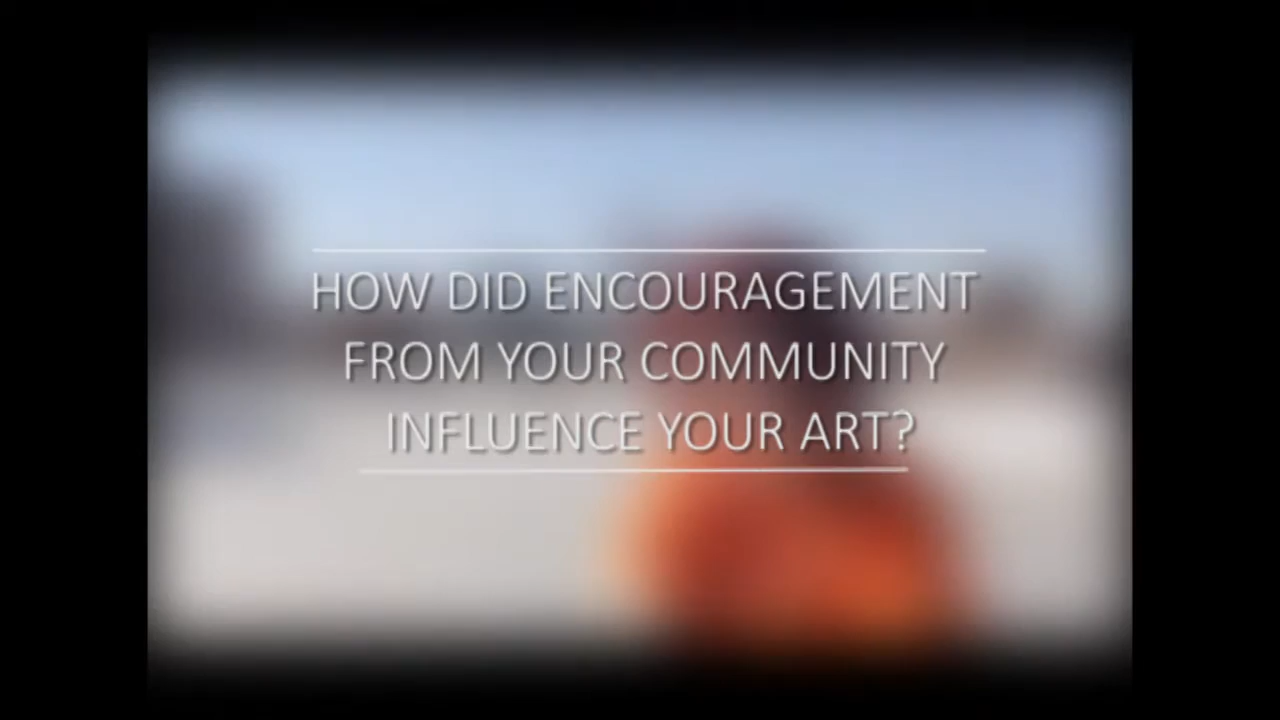 HOW DID ENCOURAGEMENT
FROM YOUR COMMUNITY
INFLUENCE YOUR ART?